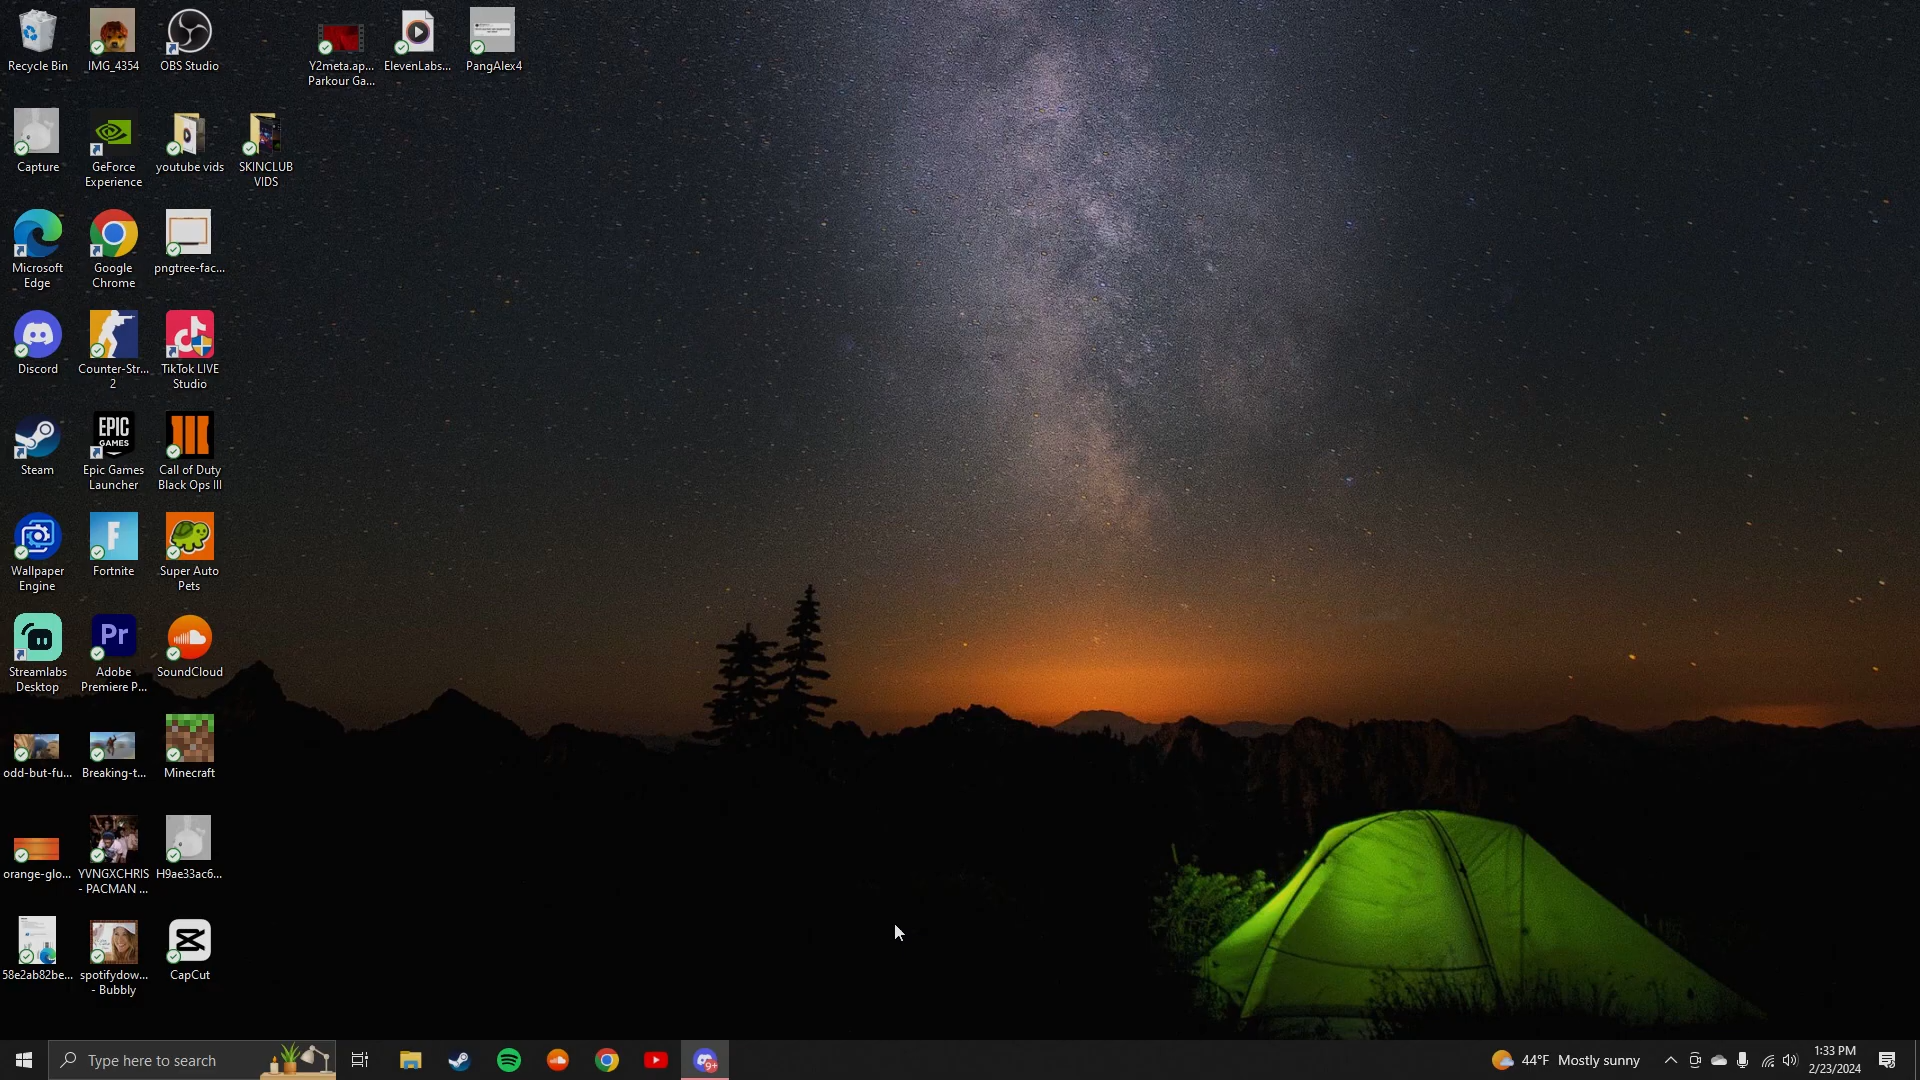 Recycle Bin
IMG_4354
OBS Studio
Y2meta.ap...
Parkour Ga...
ElevenLabs...
PangAlex4
Capture
GeForce
Experience
youtube vids
SKINCLUB
VIDS
Microsoft
Edge
Google
Chrome
pngtree-fac...
Discord
Counter-Str...
2
TikTok LIVE
Studio
Steam
EPIC
GAMES
Epic Games
Launcher
Call of Duty
Black Ops III
Wallpaper
Engine
F
Fortnite
Super Auto
Pets
Streamlabs
Desktop
Pr
Adobe
Premiere P...
SoundCloud
odd-but-fu...
Breaking-t...
Minecraft
orange-glo...
YVNGXCHRIS
- PACMAN ...
H9ae33ac6...
58e2ab82be...
spotifydow...
- Bubbly
CapCut
Type here to search
9+
44°F Mostly sunny
1:33 PM
2/23/2024